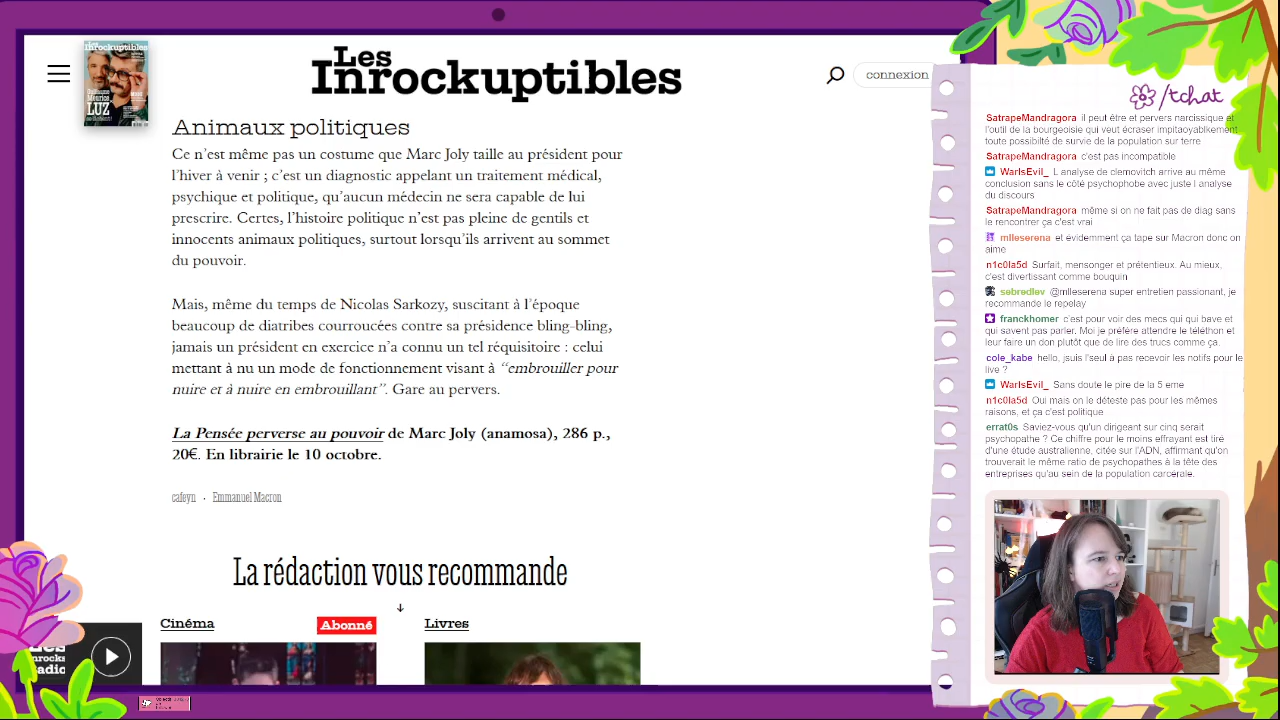 Les
Inrockuptibles
connexion
Animaux politiques
Ce n'est même pas un costume que Marc Joly taille au président pour
l'hiver à venir ; c'est un diagnostic appelant un traitement médical,
psychique et politique, qu'aucun médecin ne sera capable de lui
prescrire. Certes, l'histoire politique n'est pas pleine de gentils et
innocents animaux politiques, surtout lorsqu'ils arrivent au sommet
du pouvoir.
Mais, même du temps de Nicolas Sarkozy, suscitant à l'époque
beaucoup de diatribes courroucées contre sa présidence bling-bling,
jamais un président en exercice n'a connu un tel réquisitoire : celui
mettant à nu un mode de fonctionnement visant à “embrouiller pour
nuire et à nuire en embrouillant”. Gare au pervers.
La Pensée perverse au pouvoir de Marc Joly (anamosa), 286 p.,
20€. En librairie le 10 octobre.
cafeyn · Emmanuel Macron
La rédaction vous recommande
↓
Cinéma
Abonné
Livres
/tchat
SatrapeMandragora il peut être et pervers narcissique et
l'outil de la bourgeoisie qui veut écraser impitaoyablkement
toute possibilté de survie de la population sur terre
SatrapeMandragora c'est pas incompatible
WarIsEvil_ L analyse de clemovitch arrive au même
conclusion sans le côté psychophobe avec juste l analyse
du discours.
SatrapeMandragora même si on ne fait pas de diag sans
le rencontrer ça c'est vrai
mlleserena et évidemment ça tape sur Macron donc on
aime
n1c0la5d Surfait, mensonger et prétentieux. Au mieux,
c'est divertissant comme bouquin
sebredlev @mlleserena super entretien passionant, je
recommande le repelay
franckhomer c'est pour voir des mecs qui qui bave et
qui savent pas parler. Moi je préfère attendre le téléthon et
leur faire un don plutôt que de lire des trucs comme ça.
cole_kabe hello, jsuis l'seul à pas recevoir les notifs pour le
live ?
WarIsEvil_ Sans doute le pire de la 5 eme
n1c0la5d Oui mais on le déteste pas pour les mêmes
raisons, et ça c'est politique
errat0s Saviez-vous qu'un dirigeant sur cinq serait
psychopathe ? Ce chiffre pour le moins effrayant est tiré
d'une étude australienne, citée sur l'ADN, affirmant qu'on
trouverait le même ratio de psychopathes à la tête des
entreprises qu'au sein de la population carcérale.